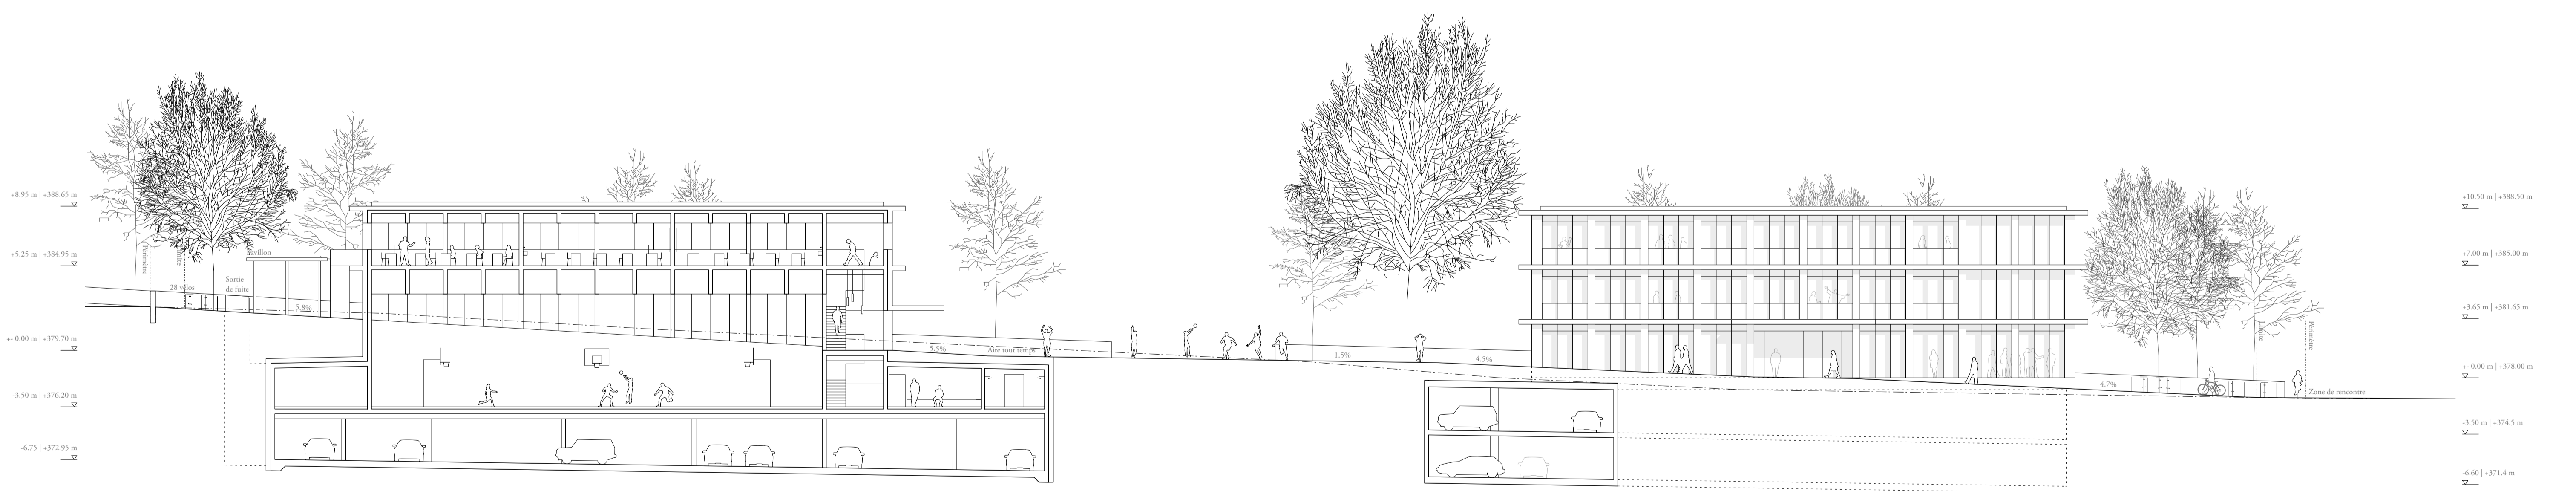 +8.95 m | +388.65 m
+5.25 m | +384.95 m
+- 0.00 m | +379.70 m
-3.50 m | +376.20 m
-6.75 m | +372.95 m
Périmètre
Limite
Pavillon
28 vélos
Sortie
de fuite
5.8%
5.5%
Aire tout temps
1.5%
4.5%
4.7%
Limite
Périmètre
Zone de rencontre
+10.50 m | +388.50 m
+7.00 m | +385.00 m
+3.65 m | +381.65 m
+- 0.00 m | +378.00 m
-3.50 m | +374.5 m
-6.60 | +371.4 m